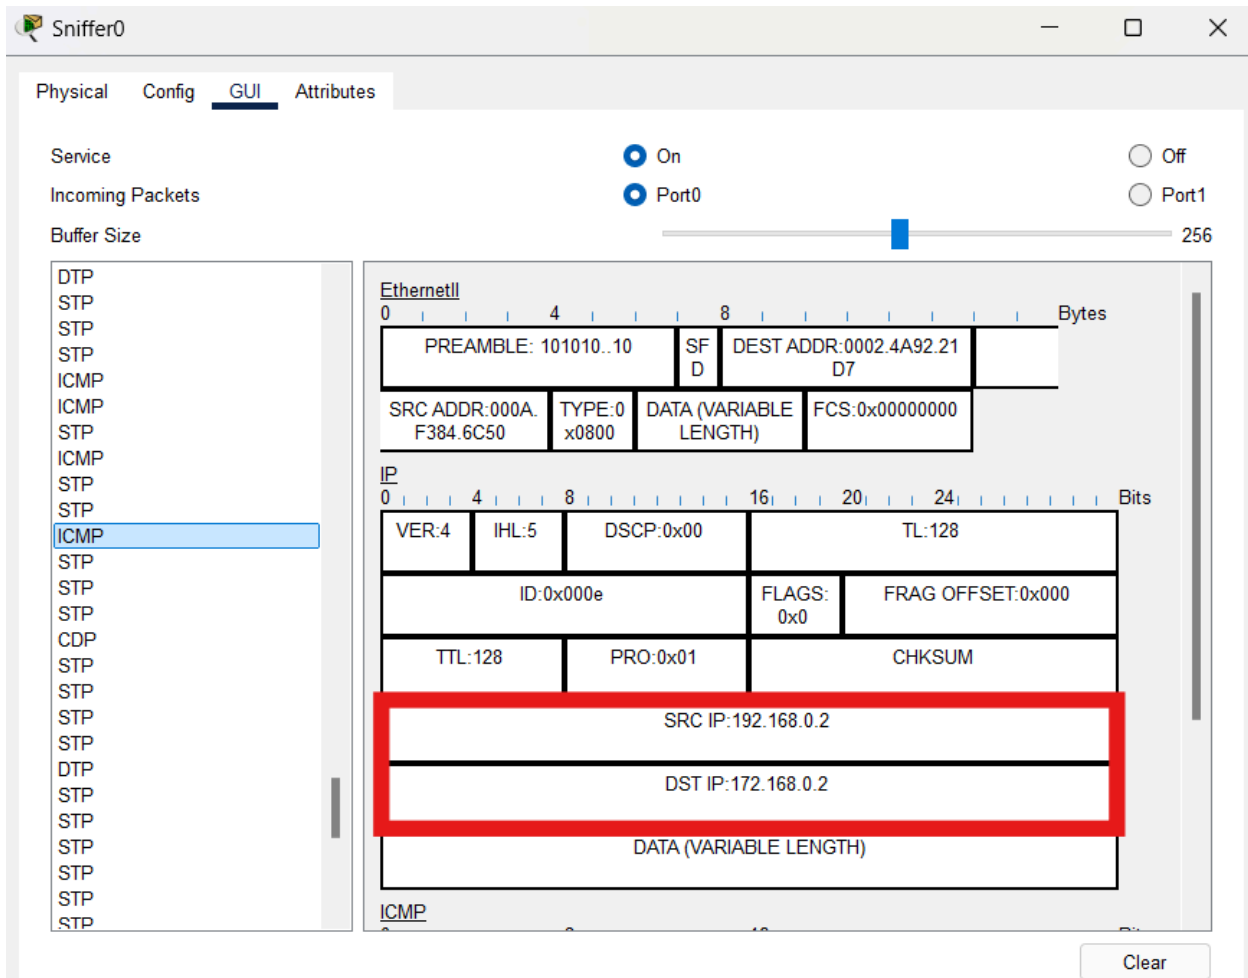 Sniffer0
Physical Config GUI Attributes
Service On Off
Incoming Packets Port0 Port1
Buffer Size 256
DTP
STP
STP
STP
ICMP
ICMP
STP
ICMP
STP
STP
ICMP
STP
STP
STP
CDP
STP
STP
STP
STP
DTP
STP
STP
STP
STP
STP
STP
EthernetII
0 4 8 Bytes
PREAMBLE: 101010..10 SF DEST ADDR:0002.4A92.21
D D7
SRC ADDR:000A. TYPE:0 DATA (VARIABLE FCS:0x00000000
F384.6C50 x0800 LENGTH)
IP
0 4 8 16 20 24 Bits
VER:4 IHL:5 DSCP:0x00 TL:128
ID:0x000e FLAGS: FRAG OFFSET:0x000
0x0
TTL:128 PRO:0x01 CHKSUM
SRC IP:192.168.0.2
DST IP:172.168.0.2
DATA (VARIABLE LENGTH)
ICMP
Clear